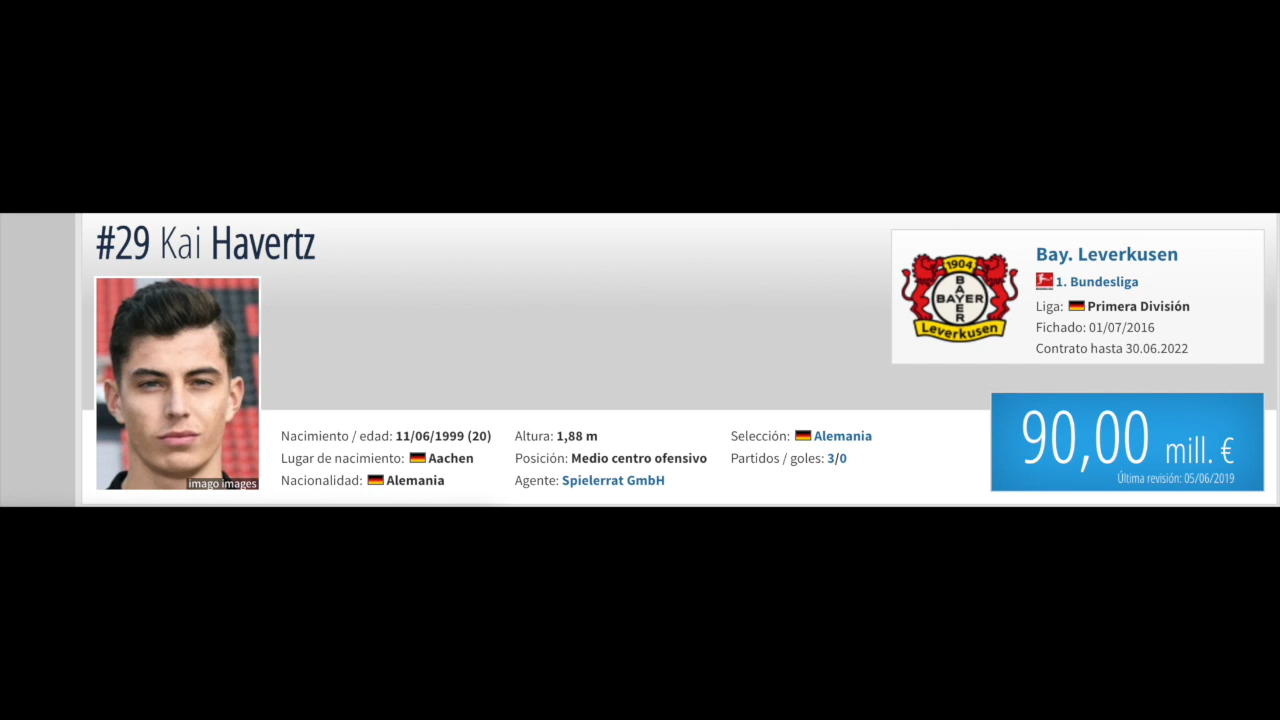 #29 Kai Havertz
imago images
Nacimiento / edad: 11/06/1999 (20)
Lugar de nacimiento: Aachen
Nacionalidad: Alemania
Altura: 1,88 m
Posición: Medio centro ofensivo
Agente: Spielerrat GmbH
Selección: Alemania
Partidos / goles: 3/0
1904
BAYER
BAYER
Leverkusen
Bay. Leverkusen
1. Bundesliga
Liga: Primera División
Fichado: 01/07/2016
Contrato hasta 30.06.2022
90,00 mill. €
Última revisión: 05/06/2019